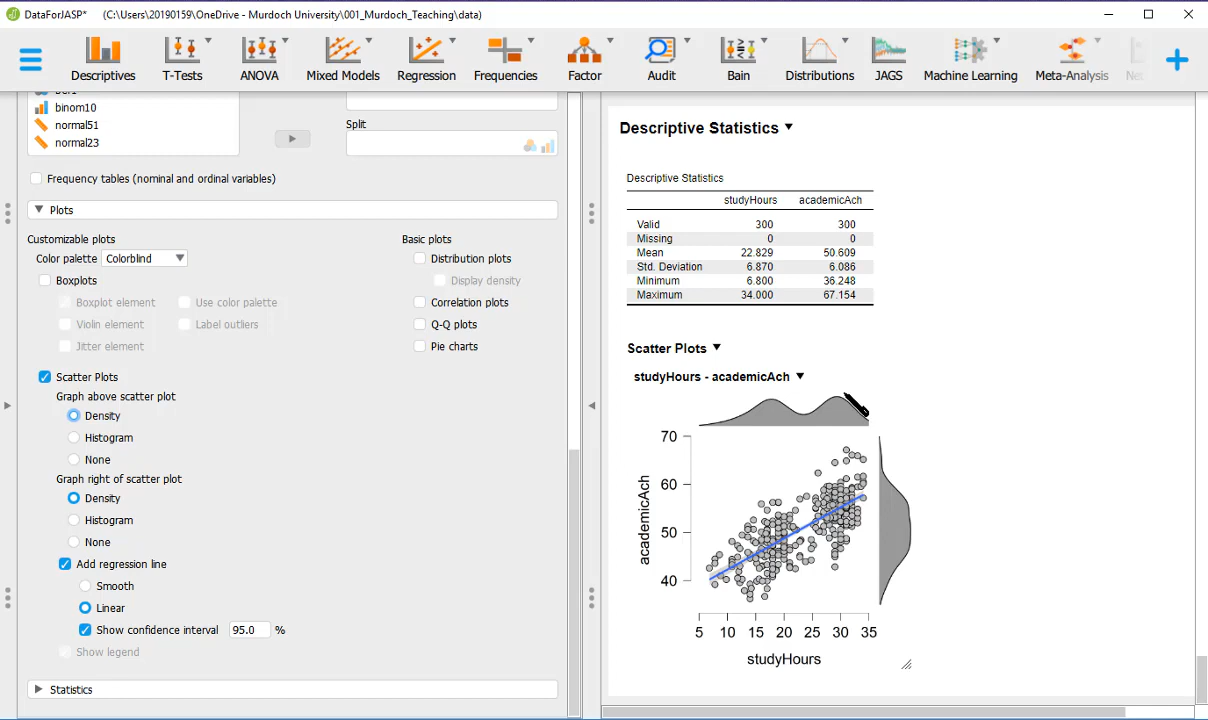 DataForJASP* (C:\Users\20190159\OneDrive - Murdoch University\001_Murdoch_Teaching\data)
Descriptives T-Tests ANOVA Mixed Models Regression Frequencies Factor Audit Bain Distributions JAGS Machine Learning Meta-Analysis
binom10
normal51
normal23
Split
Frequency tables (nominal and ordinal variables)
Plots
Customizable plots
Color palette Colorblind
Boxplots
Boxplot element Use color palette
Violin element Label outliers
Jitter element
Basic plots
Distribution plots
Display density
Correlation plots
Q-Q plots
Pie charts
Scatter Plots
Graph above scatter plot
Density
Histogram
None
Graph right of scatter plot
Density
Histogram
None
Add regression line
Smooth
Linear
Show confidence interval 95.0 %
Show legend
Statistics
Descriptive Statistics
Descriptive Statistics
studyHours academicAch
Valid 300 300
Missing 0 0
Mean 22.829 50.609
Std. Deviation 6.870 6.086
Minimum 6.800 36.248
Maximum 34.000 67.154
Scatter Plots
studyHours - academicAch
70
60
50
40
academicAch
5 10 15 20 25 30 35
studyHours